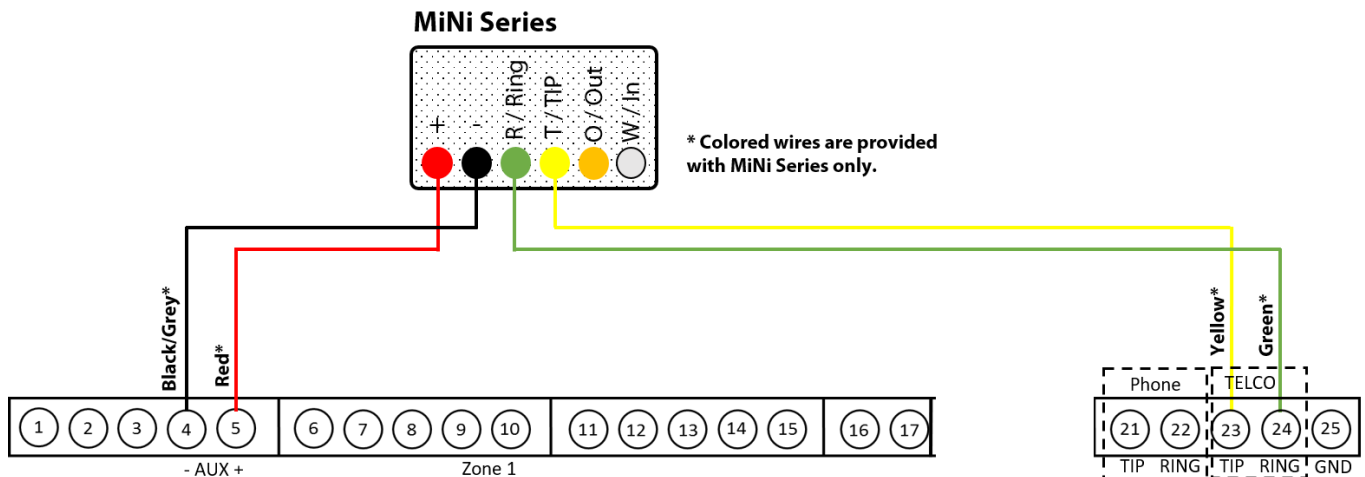 MiNi Series
+
-
R / Ring
T / TIP
O / Out
W / In
* Colored wires are provided
with MiNi Series only.
Black/Grey*
Red*
Yellow*
Green*
Phone
TELCO
1 2 3 4 5 6 7 8 9 10 11 12 13 14 15 16 17 21 22 23 24 25
- AUX +
Zone 1
TIP RING TIP RING GND